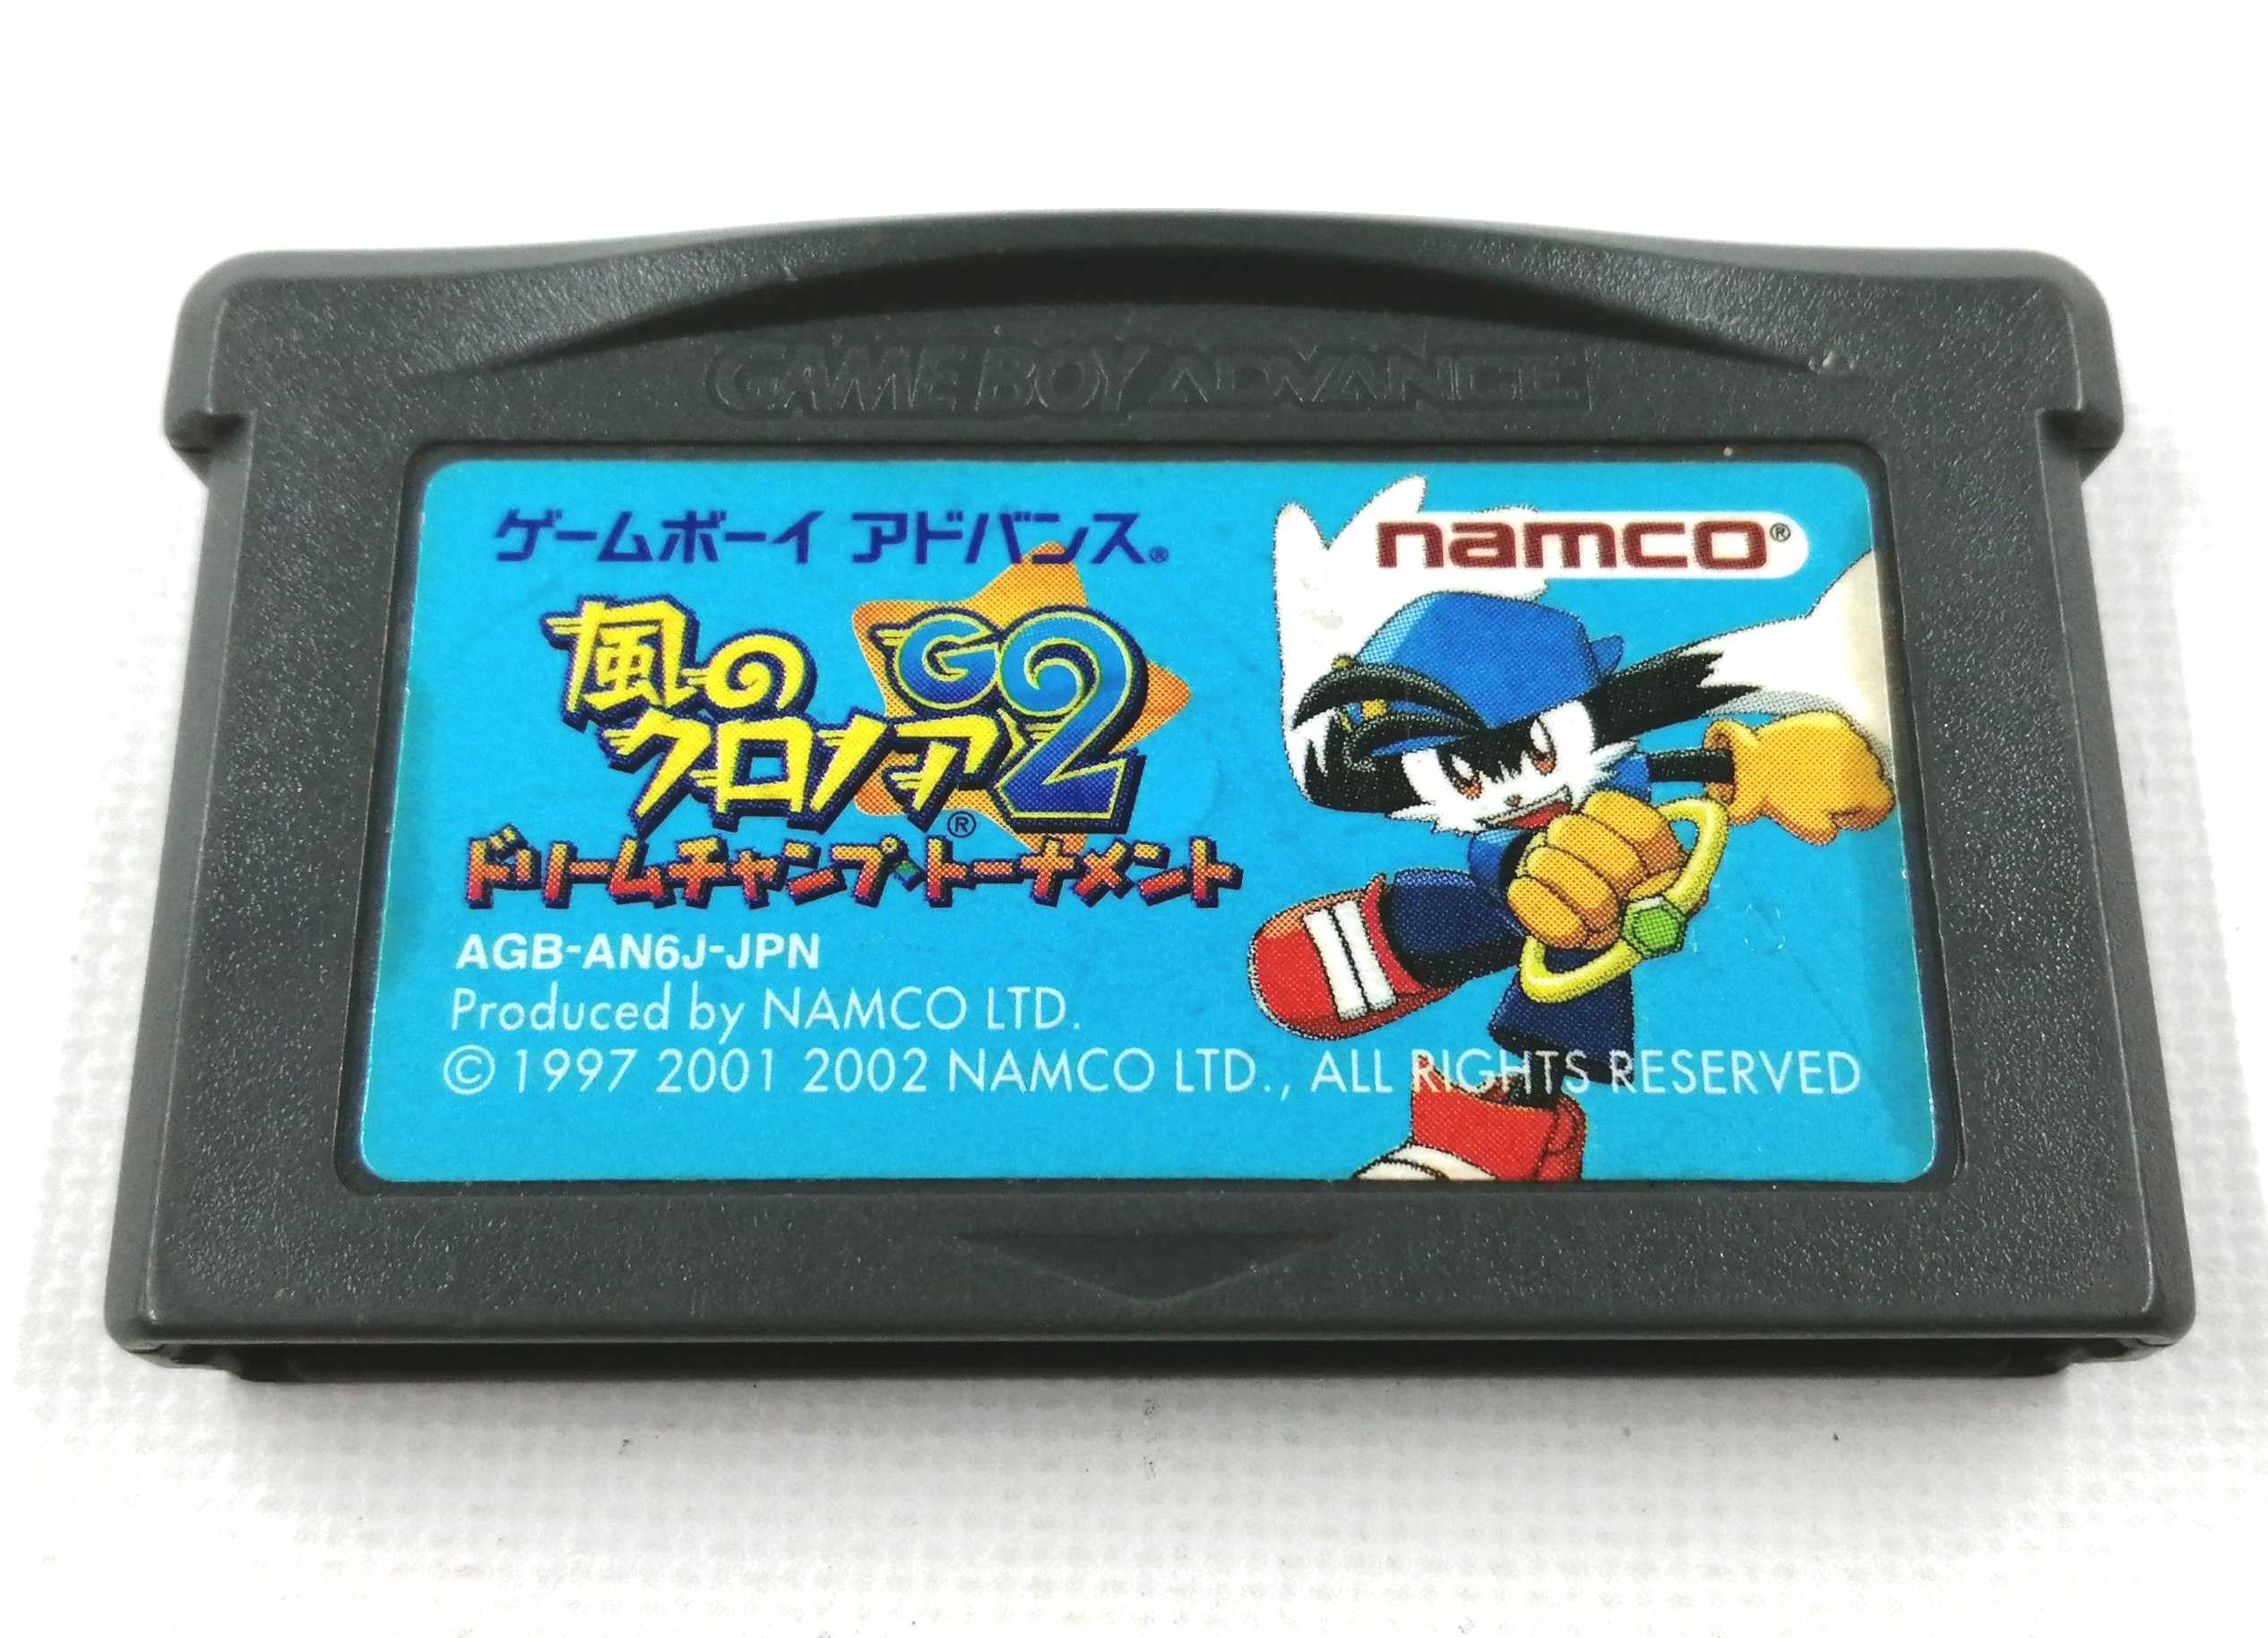 GAME BOY ADVANCE
ゲームボーイ アドバンス®
namco®
風の
クロノア® G2
ドリームチャンプ・トーナメント
AGB-AN6J-JPN
Produced by NAMCO LTD.
© 1997 2001 2002 NAMCO LTD., ALL RIGHTS RESERVED